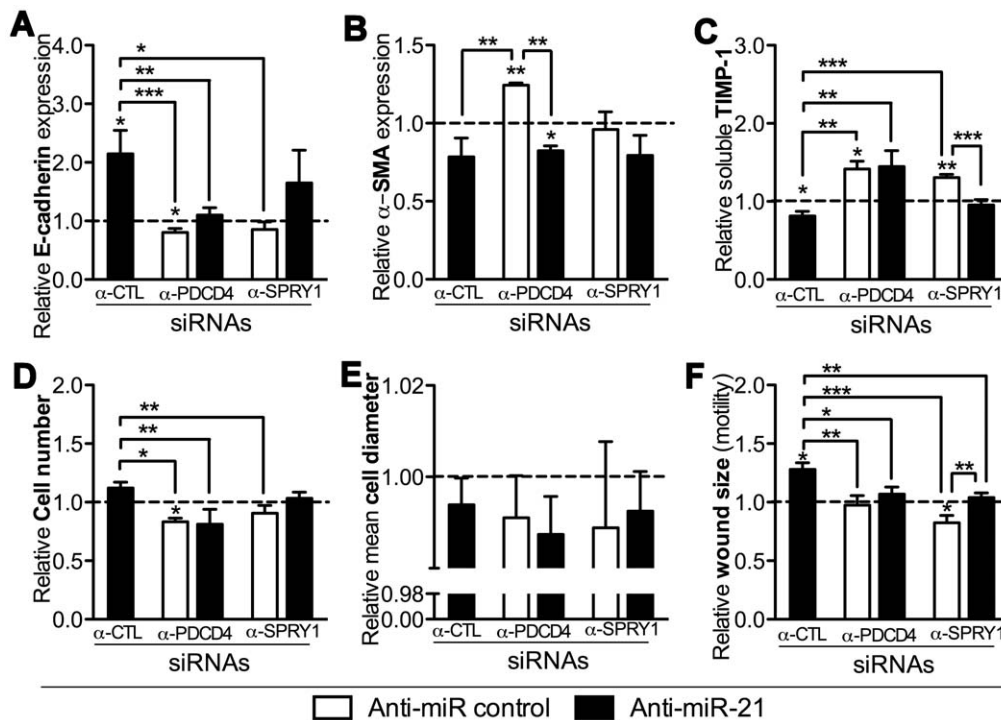 A
Relative E-cadherin expression
4.0
3.0
2.0
1.0
0.0
*
**
***
*
*
α-CTL α-PDCD4 α-SPRY1
siRNAs
B
Relative α-SMA expression
1.5
1.0
0.5
0.0
** **
**
*
α-CTL α-PDCD4 α-SPRY1
siRNAs
C
Relative soluble TIMP-1
3.0
2.0
1.0
0.0
***
**
** ***
* * **
α-CTL α-PDCD4 α-SPRY1
siRNAs
D
Relative Cell number
2.0
1.5
1.0
0.5
0.0
**
**
*
*
α-CTL α-PDCD4 α-SPRY1
siRNAs
E
Relative mean cell diameter
1.02
1.00
0.98
0.00
α-CTL α-PDCD4 α-SPRY1
siRNAs
F
Relative wound size (motility)
2.0
1.5
1.0
0.5
0.0
**
***
*
** **
* *
α-CTL α-PDCD4 α-SPRY1
siRNAs
Anti-miR control Anti-miR-21